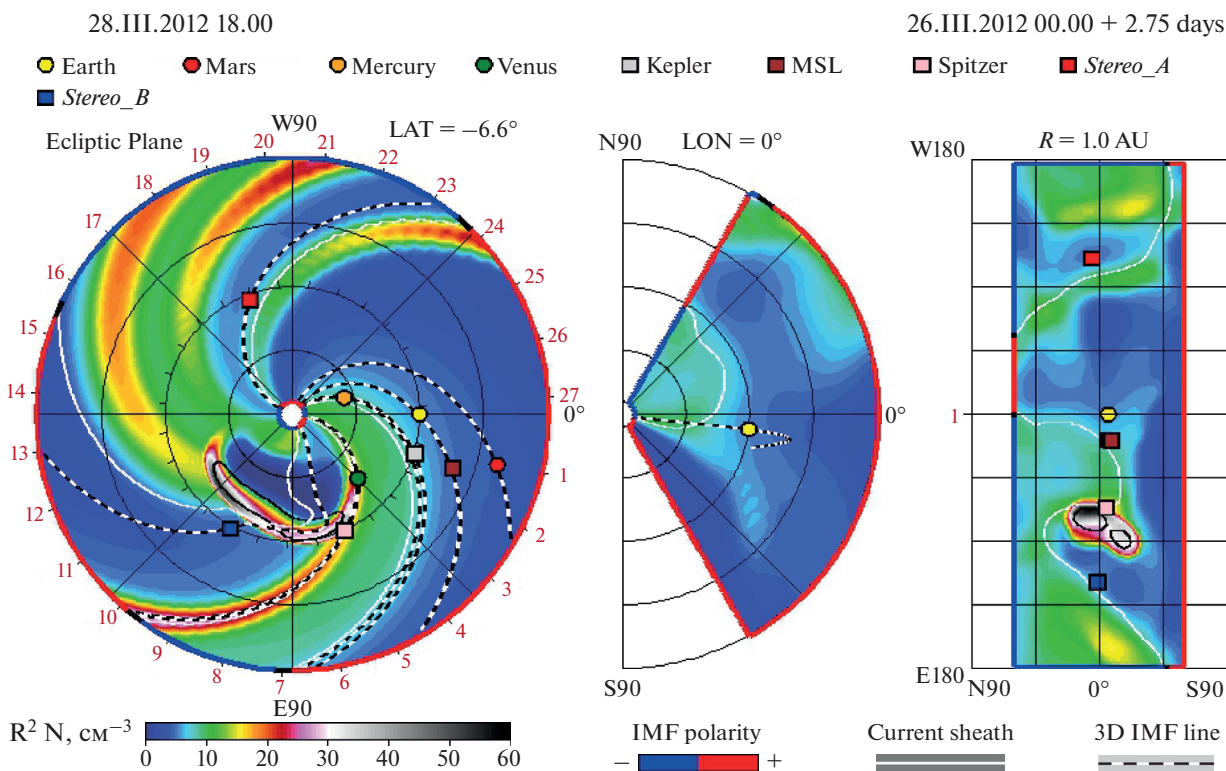 28.III.2012 18.00 26.III.2012 00.00 + 2.75 days
Earth Mars Mercury Venus Kepler MSL Spitzer Stereo_A
Stereo_B
Ecliptic Plane W90 LAT = −6.6° N90 LON = 0° W180 R = 1.0 AU
20 21
19 22
18 23
17 24
16 25
15 26
14 27
0° 0° 1
13 1
12 2
11 3
10 4
9 5
8 7 6
E90 S90 E180
N90 0° S90
R² N, см⁻³
0 10 20 30 40 50 60
IMF polarity Current sheath 3D IMF line
− +